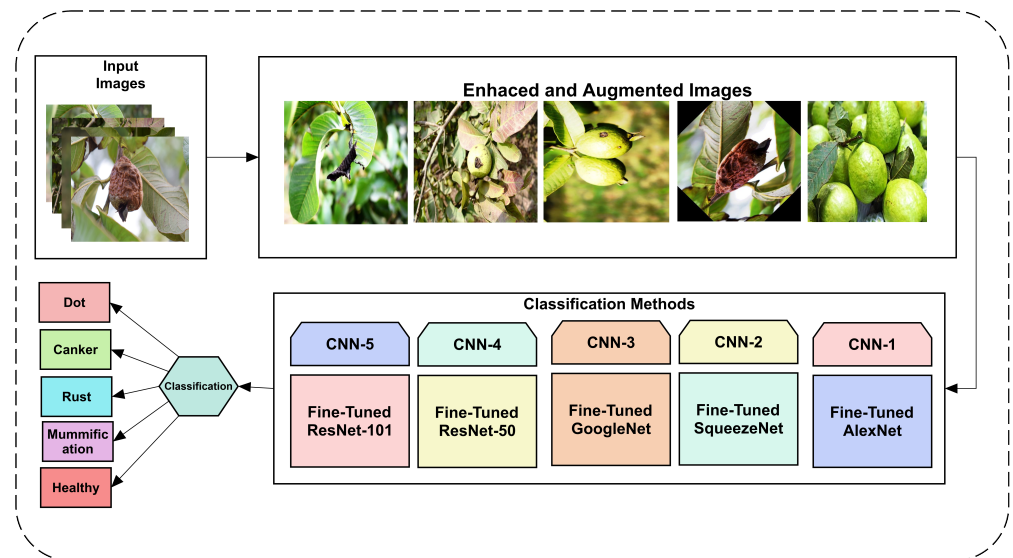 Input
Images
Enhaced and Augmented Images
Classification Methods
CNN-5
CNN-4
CNN-3
CNN-2
CNN-1
Fine-Tuned
ResNet-101
Fine-Tuned
ResNet-50
Fine-Tuned
GoogleNet
Fine-Tuned
SqueezeNet
Fine-Tuned
AlexNet
Classification
Dot
Canker
Rust
Mummific
ation
Healthy